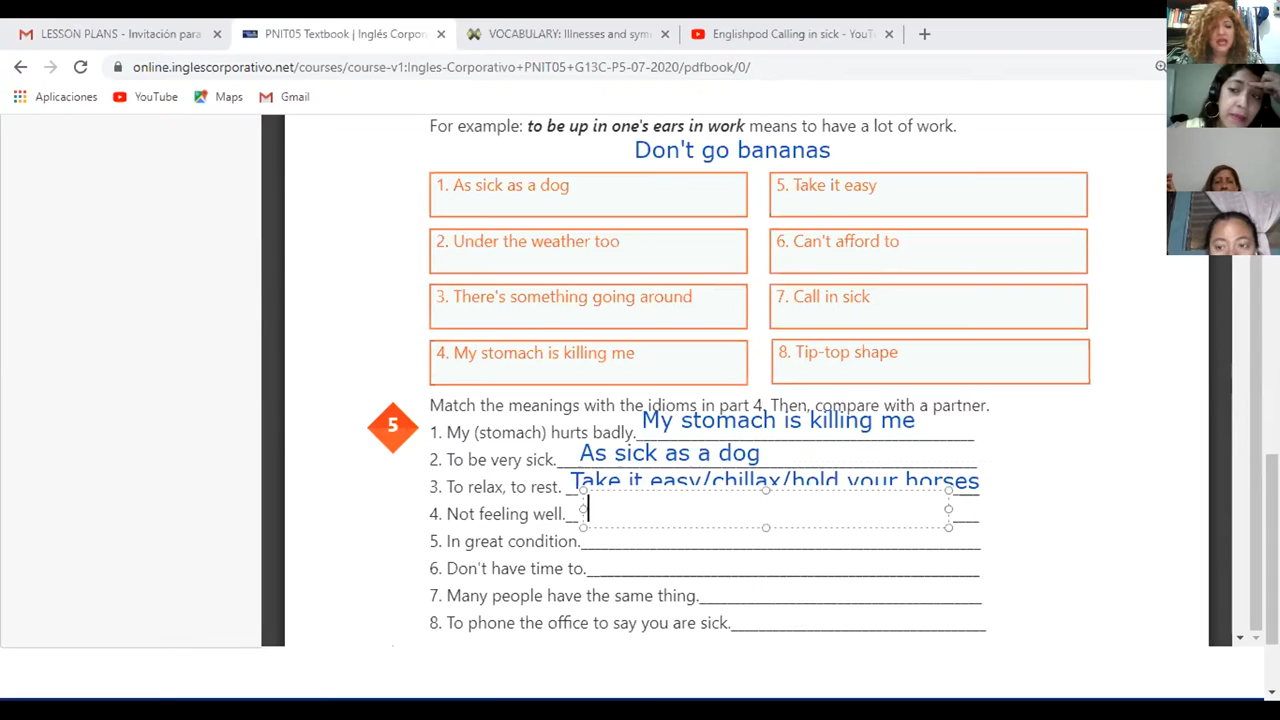 LESSON PLANS - Invitación para
PNIT05 Textbook | Inglés Corpor
VOCABULARY: Illnesses and sym
Englishpod Calling in sick - YouT
online.inglescorporativo.net/courses/course-v1:Ingles-Corporativo+PNIT05+G13C-P5-07-2020/pdfbook/0/
Aplicaciones YouTube Maps Gmail
For example: to be up in one's ears in work means to have a lot of work.
Don't go bananas
1. As sick as a dog
5. Take it easy
2. Under the weather too
6. Can't afford to
3. There's something going around
7. Call in sick
4. My stomach is killing me
8. Tip-top shape
5
Match the meanings with the idioms in part 4. Then, compare with a partner.
1. My (stomach) hurts badly. My stomach is killing me
2. To be very sick. As sick as a dog
3. To relax, to rest. Take it easy/chillax/hold your horses
4. Not feeling well.
5. In great condition.
6. Don't have time to.
7. Many people have the same thing.
8. To phone the office to say you are sick.